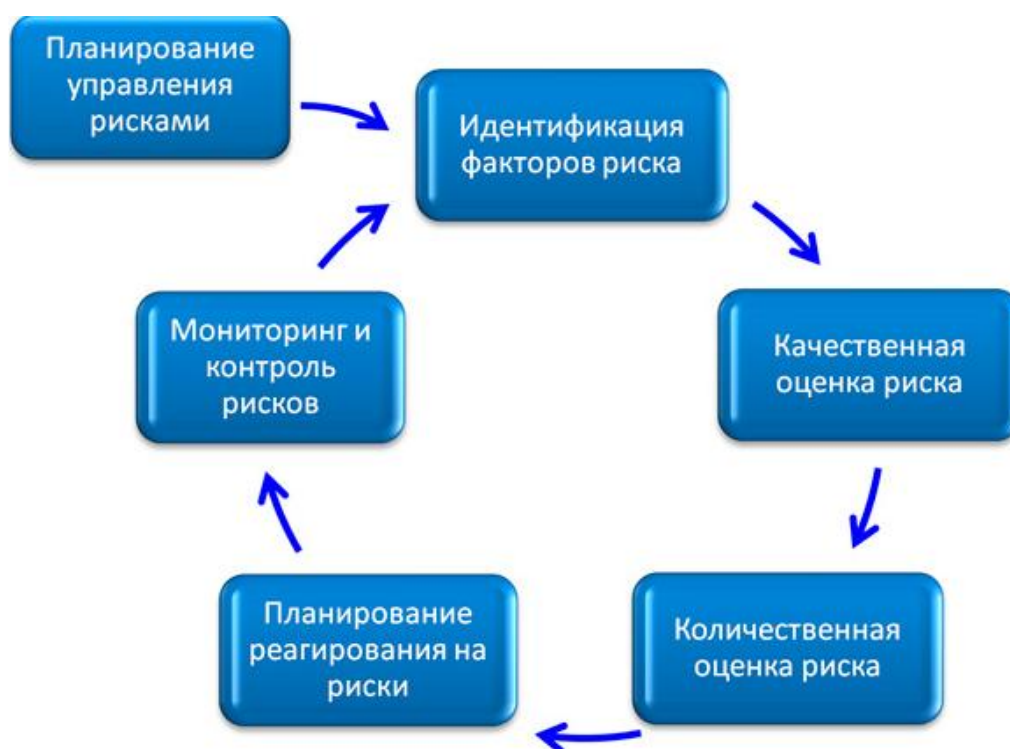 Планирование
управления
рисками
Идентификация
факторов риска
Качественная
оценка риска
Количественная
оценка риска
Планирование
реагирования на
риски
Мониторинг и
контроль
рисков